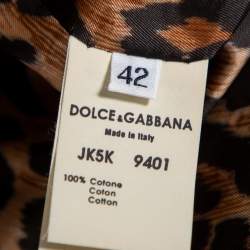 42
DOLCE&GABBANA
Made in Italy
JK5K 9401
100% Cotone
Coton
Cotton